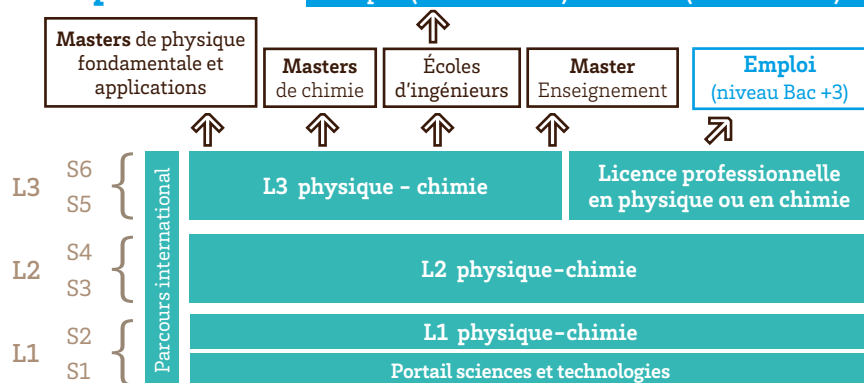 Masters de physique
fondamentale et
applications
Masters
de chimie
Écoles
d'ingénieurs
Master
Enseignement
Emploi
(niveau Bac +3)
L3
S6
S5
Parcours international
L3 physique - chimie
Licence professionnelle
en physique ou en chimie
L2
S4
S3
L2 physique-chimie
L1
S2
S1
L1 physique-chimie
Portail sciences et technologies